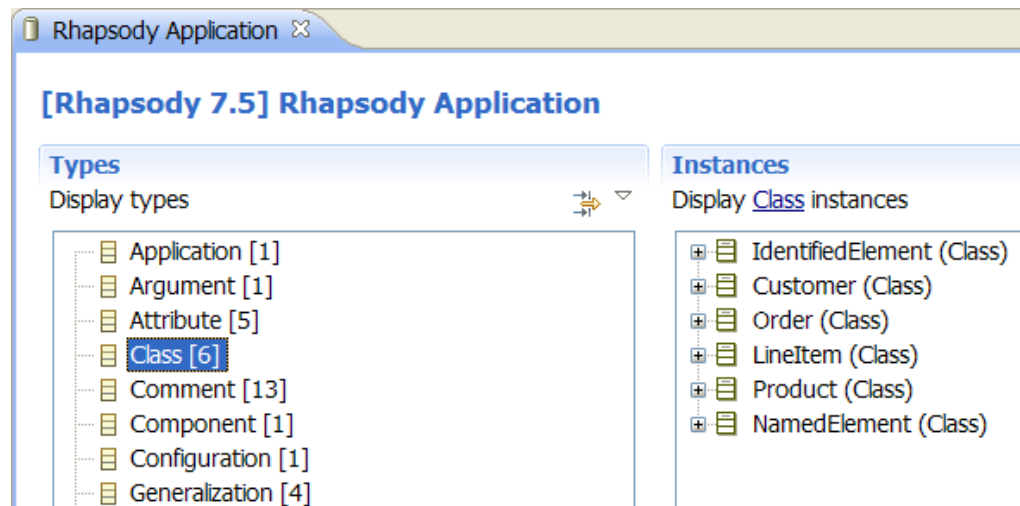 Rhapsody Application
[Rhapsody 7.5] Rhapsody Application
Types
Display types
Application [1]
Argument [1]
Attribute [5]
Class [6]
Comment [13]
Component [1]
Configuration [1]
Generalization [4]
Instances
Display Class instances
IdentifiedElement (Class)
Customer (Class)
Order (Class)
LineItem (Class)
Product (Class)
NamedElement (Class)